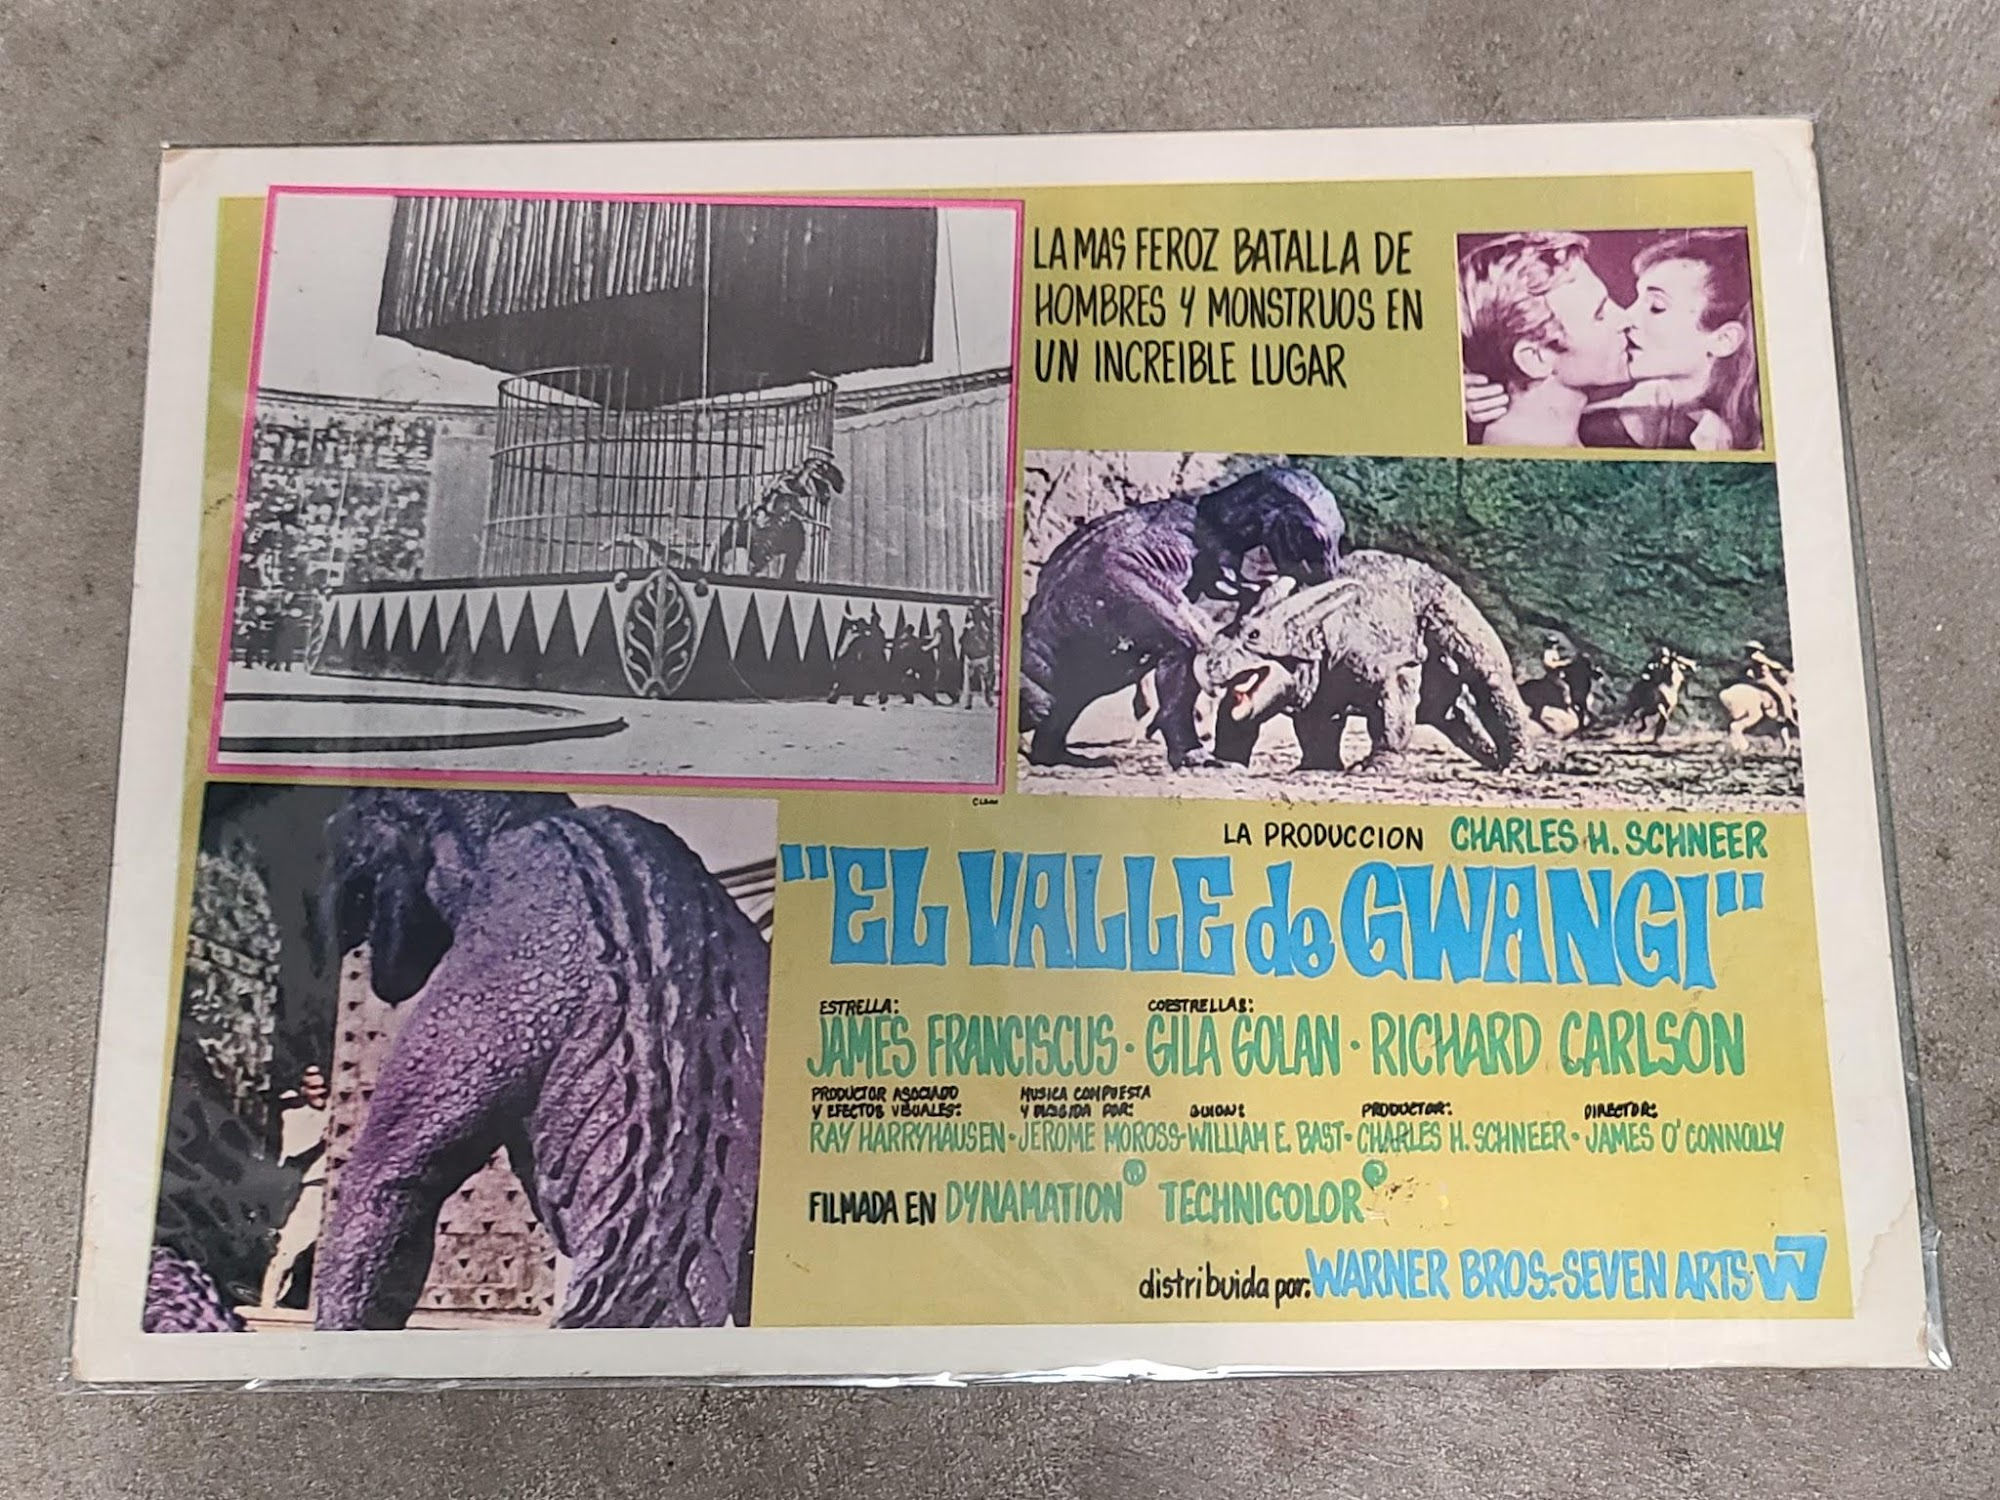 LA MAS FEROZ BATALLA DE
HOMBRES Y MONSTRUOS EN
UN INCREIBLE LUGAR
LA PRODUCCION CHARLES H. SCHNEER
"EL VALLE de GWANGI"
ESTRELLA: COESTRELLAS:
JAMES FRANCISCUS · GILA GOLAN · RICHARD CARLSON
PRODUCTOR ASOCIADO MUSICA COMPUESTA
Y EFECTOS VISUALES: Y DIRIGIDA POR: GUION: PRODUCTOR: DIRECTOR:
RAY HARRYHAUSEN · JEROME MOROSS · WILLIAM E. BAST · CHARLES H. SCHNEER · JAMES O'CONNOLLY
FILMADA EN DYNAMATION® TECHNICOLOR®
distribuida por: WARNER BROS.-SEVEN ARTS W7